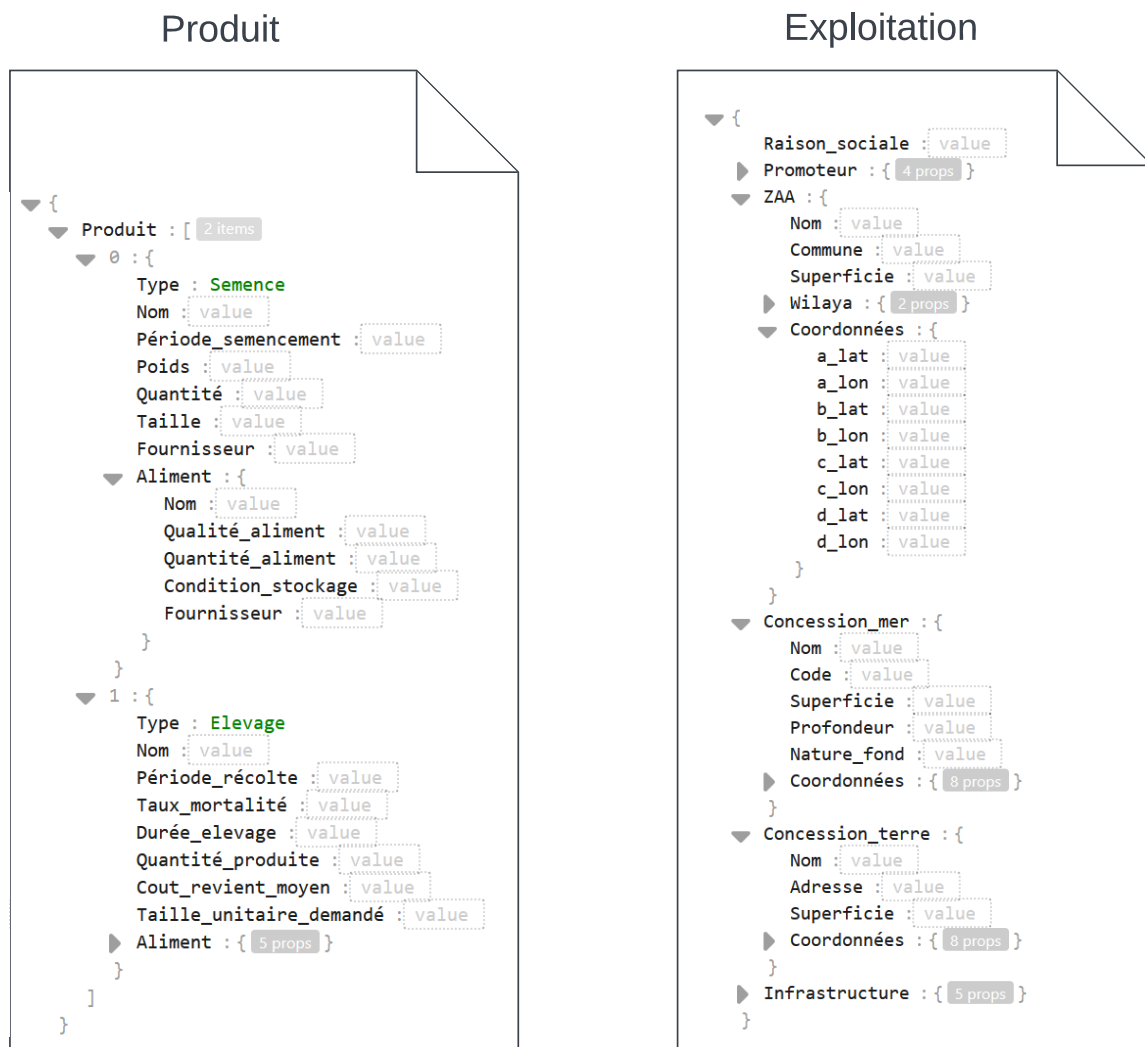 Produit
{
Produit : [ 2 items
0 : {
Type : Semence
Nom : value
Période_semencement : value
Poids : value
Quantité : value
Taille : value
Fournisseur : value
Aliment : {
Nom : value
Qualité_aliment : value
Quantité_aliment : value
Condition_stockage : value
Fournisseur : value
}
}
1 : {
Type : Elevage
Nom : value
Période_récolte : value
Taux_mortalité : value
Durée_elevage : value
Quantité_produite : value
Cout_revient_moyen : value
Taille_unitaire_demandé : value
Aliment : { 5 props }
}
]
}
Exploitation
{
Raison_sociale : value
Promoteur : { 4 props }
ZAA : {
Nom : value
Commune : value
Superficie : value
Wilaya : { 2 props }
Coordonnées : {
a_lat : value
a_lon : value
b_lat : value
b_lon : value
c_lat : value
c_lon : value
d_lat : value
d_lon : value
}
}
Concession_mer : {
Nom : value
Code : value
Superficie : value
Profondeur : value
Nature_fond : value
Coordonnées : { 8 props }
}
Concession_terre : {
Nom : value
Adresse : value
Superficie : value
Coordonnées : { 8 props }
}
Infrastructure : { 5 props }
}